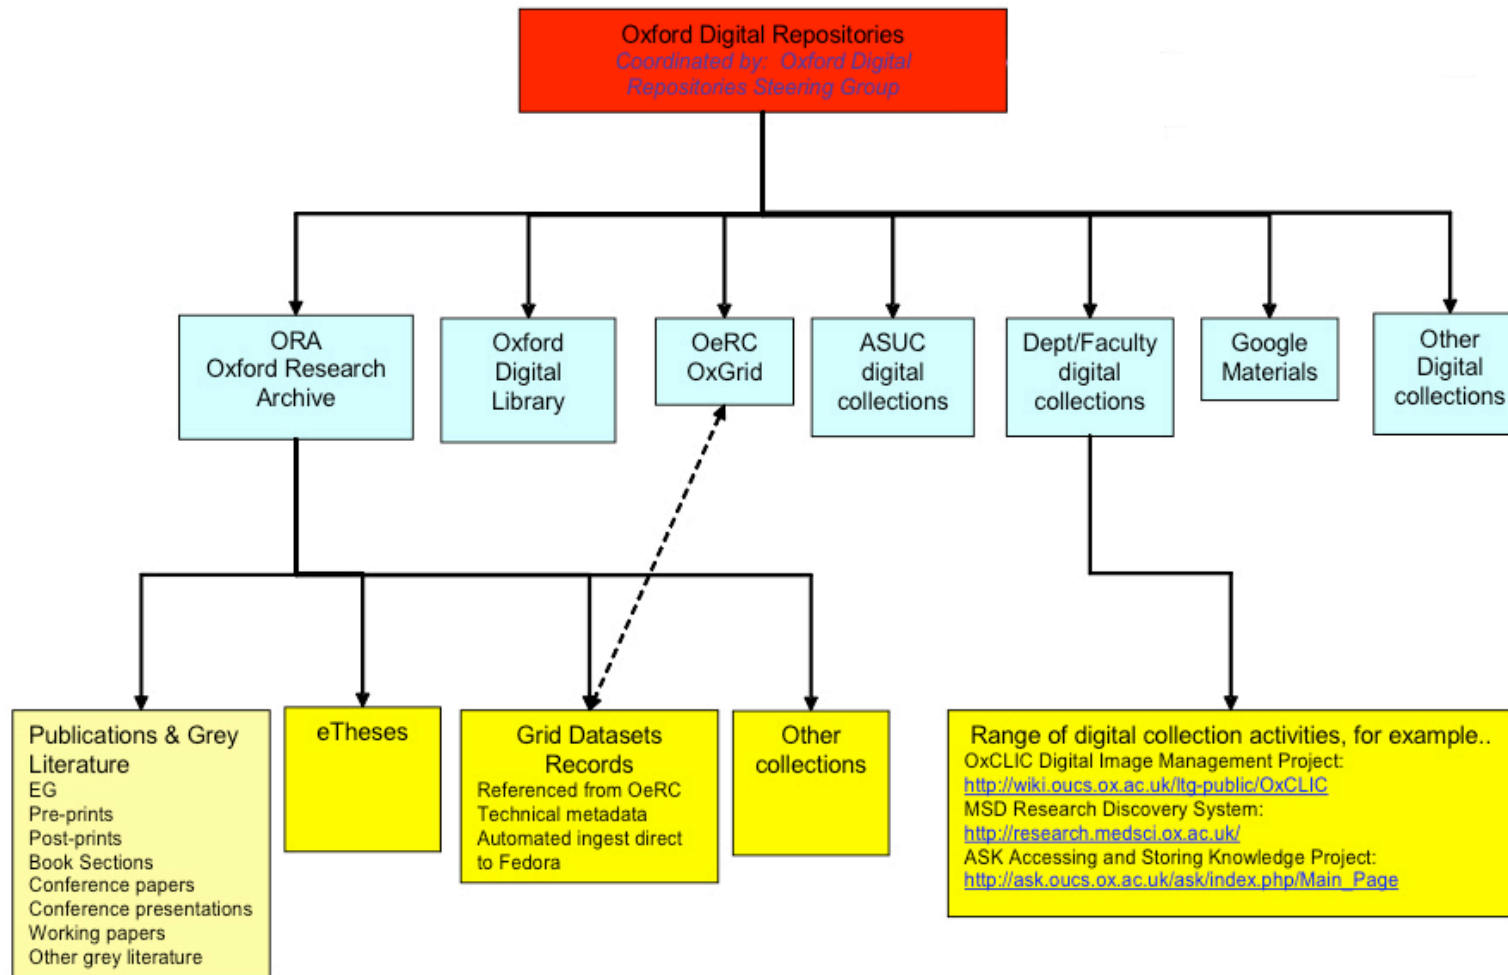 Oxford Digital Repositories
Coordinated by: Oxford Digital
Repositories Steering Group
ORA
Oxford Research
Archive
Oxford
Digital
Library
OeRC
OxGrid
ASUC
digital
collections
Dept/Faculty
digital
collections
Google
Materials
Other
Digital
collections
Publications & Grey
Literature
EG
Pre-prints
Post-prints
Book Sections
Conference papers
Conference presentations
Working papers
Other grey literature
eTheses
Grid Datasets
Records
Referenced from OeRC
Technical metadata
Automated ingest direct
to Fedora
Other
collections
Range of digital collection activities, for example..
OxCLIC Digital Image Management Project:
http://wiki.oucs.ox.ac.uk/ltg-public/OxCLIC
MSD Research Discovery System:
http://research.medsci.ox.ac.uk/
ASK Accessing and Storing Knowledge Project:
http://ask.oucs.ox.ac.uk/ask/index.php/Main_Page